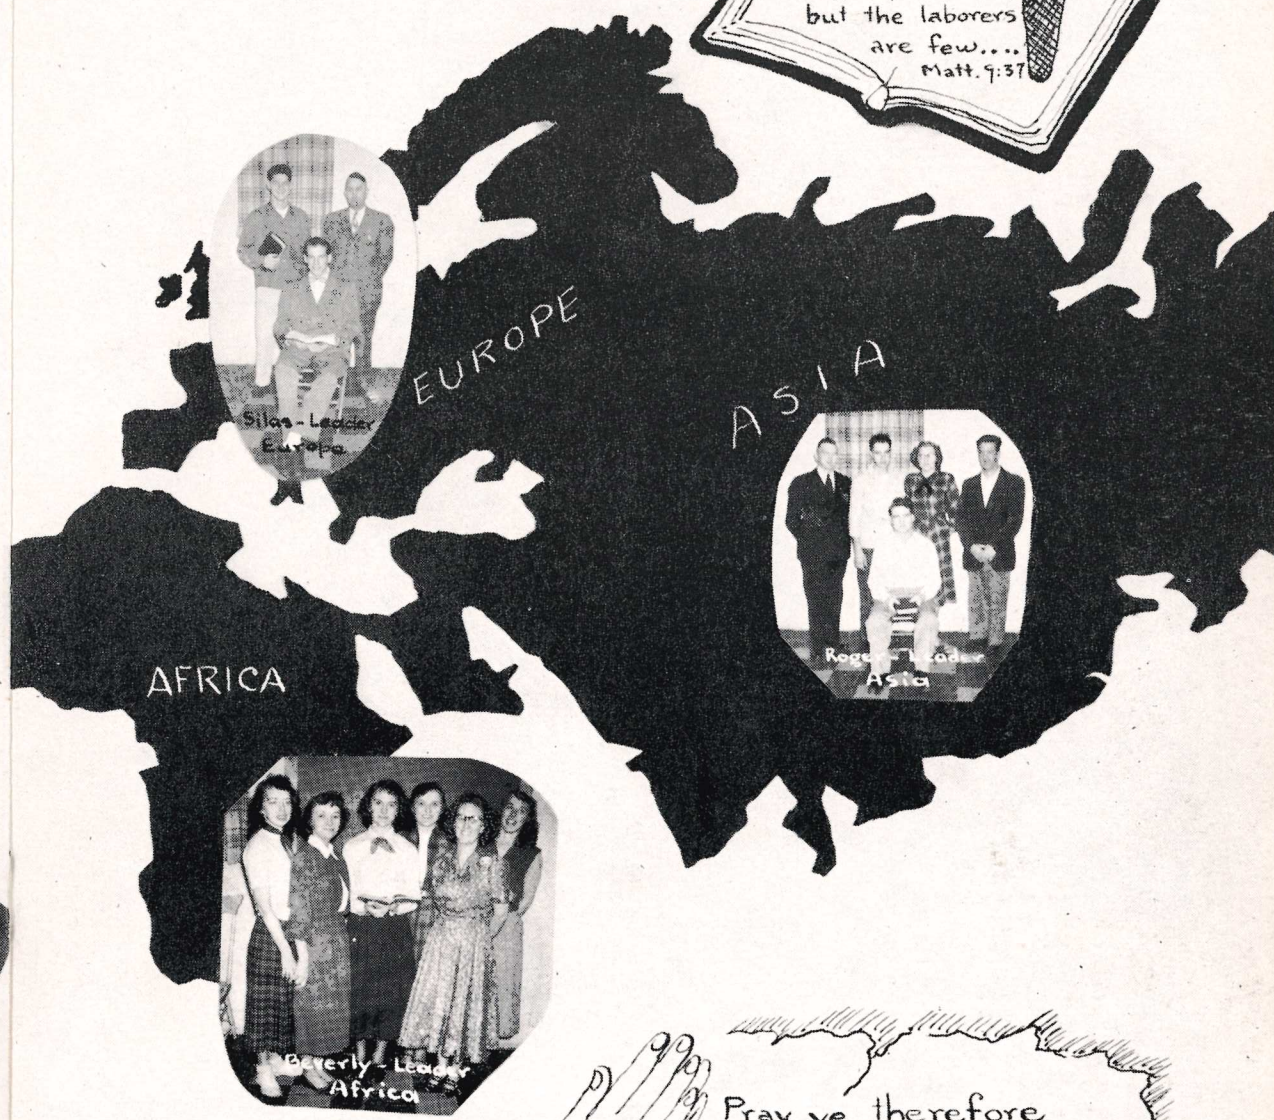 but the laborers
are few....
Matt. 9:37
EUROPE
ASIA
Silas - Leader
Europe
AFRICA
Roger - Leader
Asia
Beverly - Leader
Africa
Pray ye therefore